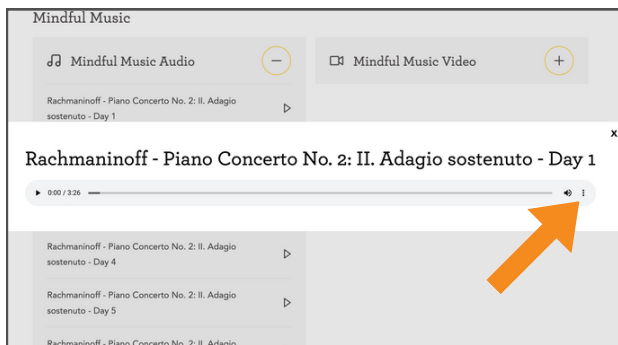 Mindful Music
Mindful Music Audio
Mindful Music Video
Rachmaninoff - Piano Concerto No. 2: II. Adagio
sostenuto - Day 1
x
Rachmaninoff - Piano Concerto No. 2: II. Adagio sostenuto - Day 1
0:00 / 3:26
Rachmaninoff - Piano Concerto No. 2: II. Adagio
sostenuto - Day 4
Rachmaninoff - Piano Concerto No. 2: II. Adagio
sostenuto - Day 5
Rachmaninoff - Piano Concerto No. 2: II. Adagio